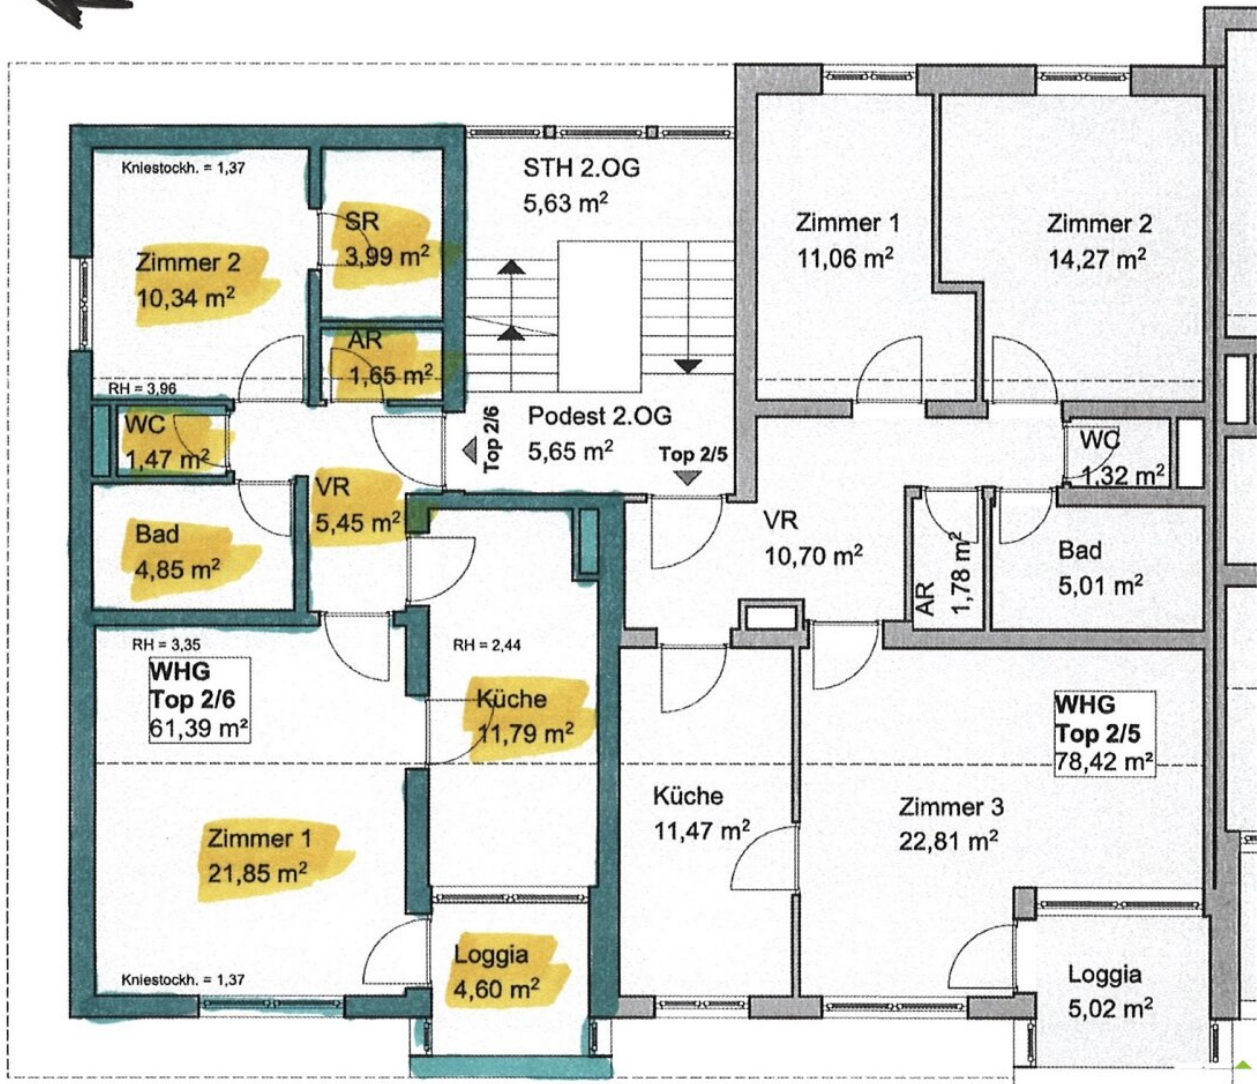 Kniestockh. = 1,37
Zimmer 2
10,34 m²
RH = 3,96
SR
3,99 m²
AR
1,65 m²
WC
1,47 m²
Bad
4,85 m²
VR
5,45 m²
RH = 3,35
WHG
Top 2/6
61,39 m²
RH = 2,44
Küche
11,79 m²
Zimmer 1
21,85 m²
Kniestockh. = 1,37
Loggia
4,60 m²
STH 2.OG
5,63 m²
Podest 2.OG
5,65 m²
Top 2/6
Top 2/5
Zimmer 1
11,06 m²
Zimmer 2
14,27 m²
WC
1,32 m²
VR
10,70 m²
AR
1,78 m²
Bad
5,01 m²
Küche
11,47 m²
Zimmer 3
22,81 m²
WHG
Top 2/5
78,42 m²
Loggia
5,02 m²